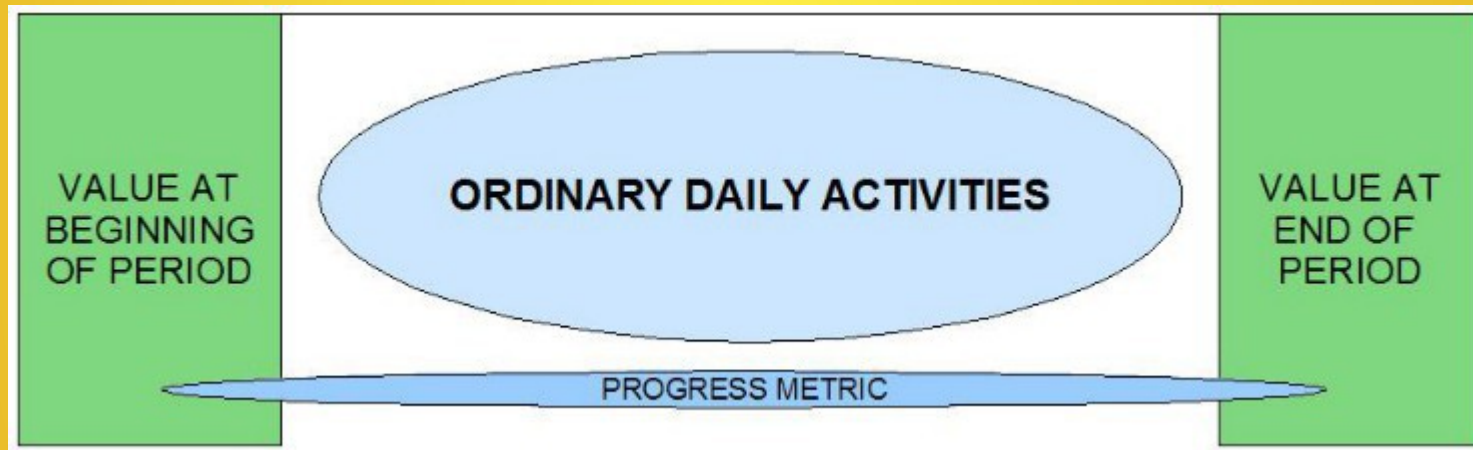 VALUE AT
BEGINNING
OF PERIOD
ORDINARY DAILY ACTIVITIES
VALUE AT
END OF
PERIOD
PROGRESS METRIC